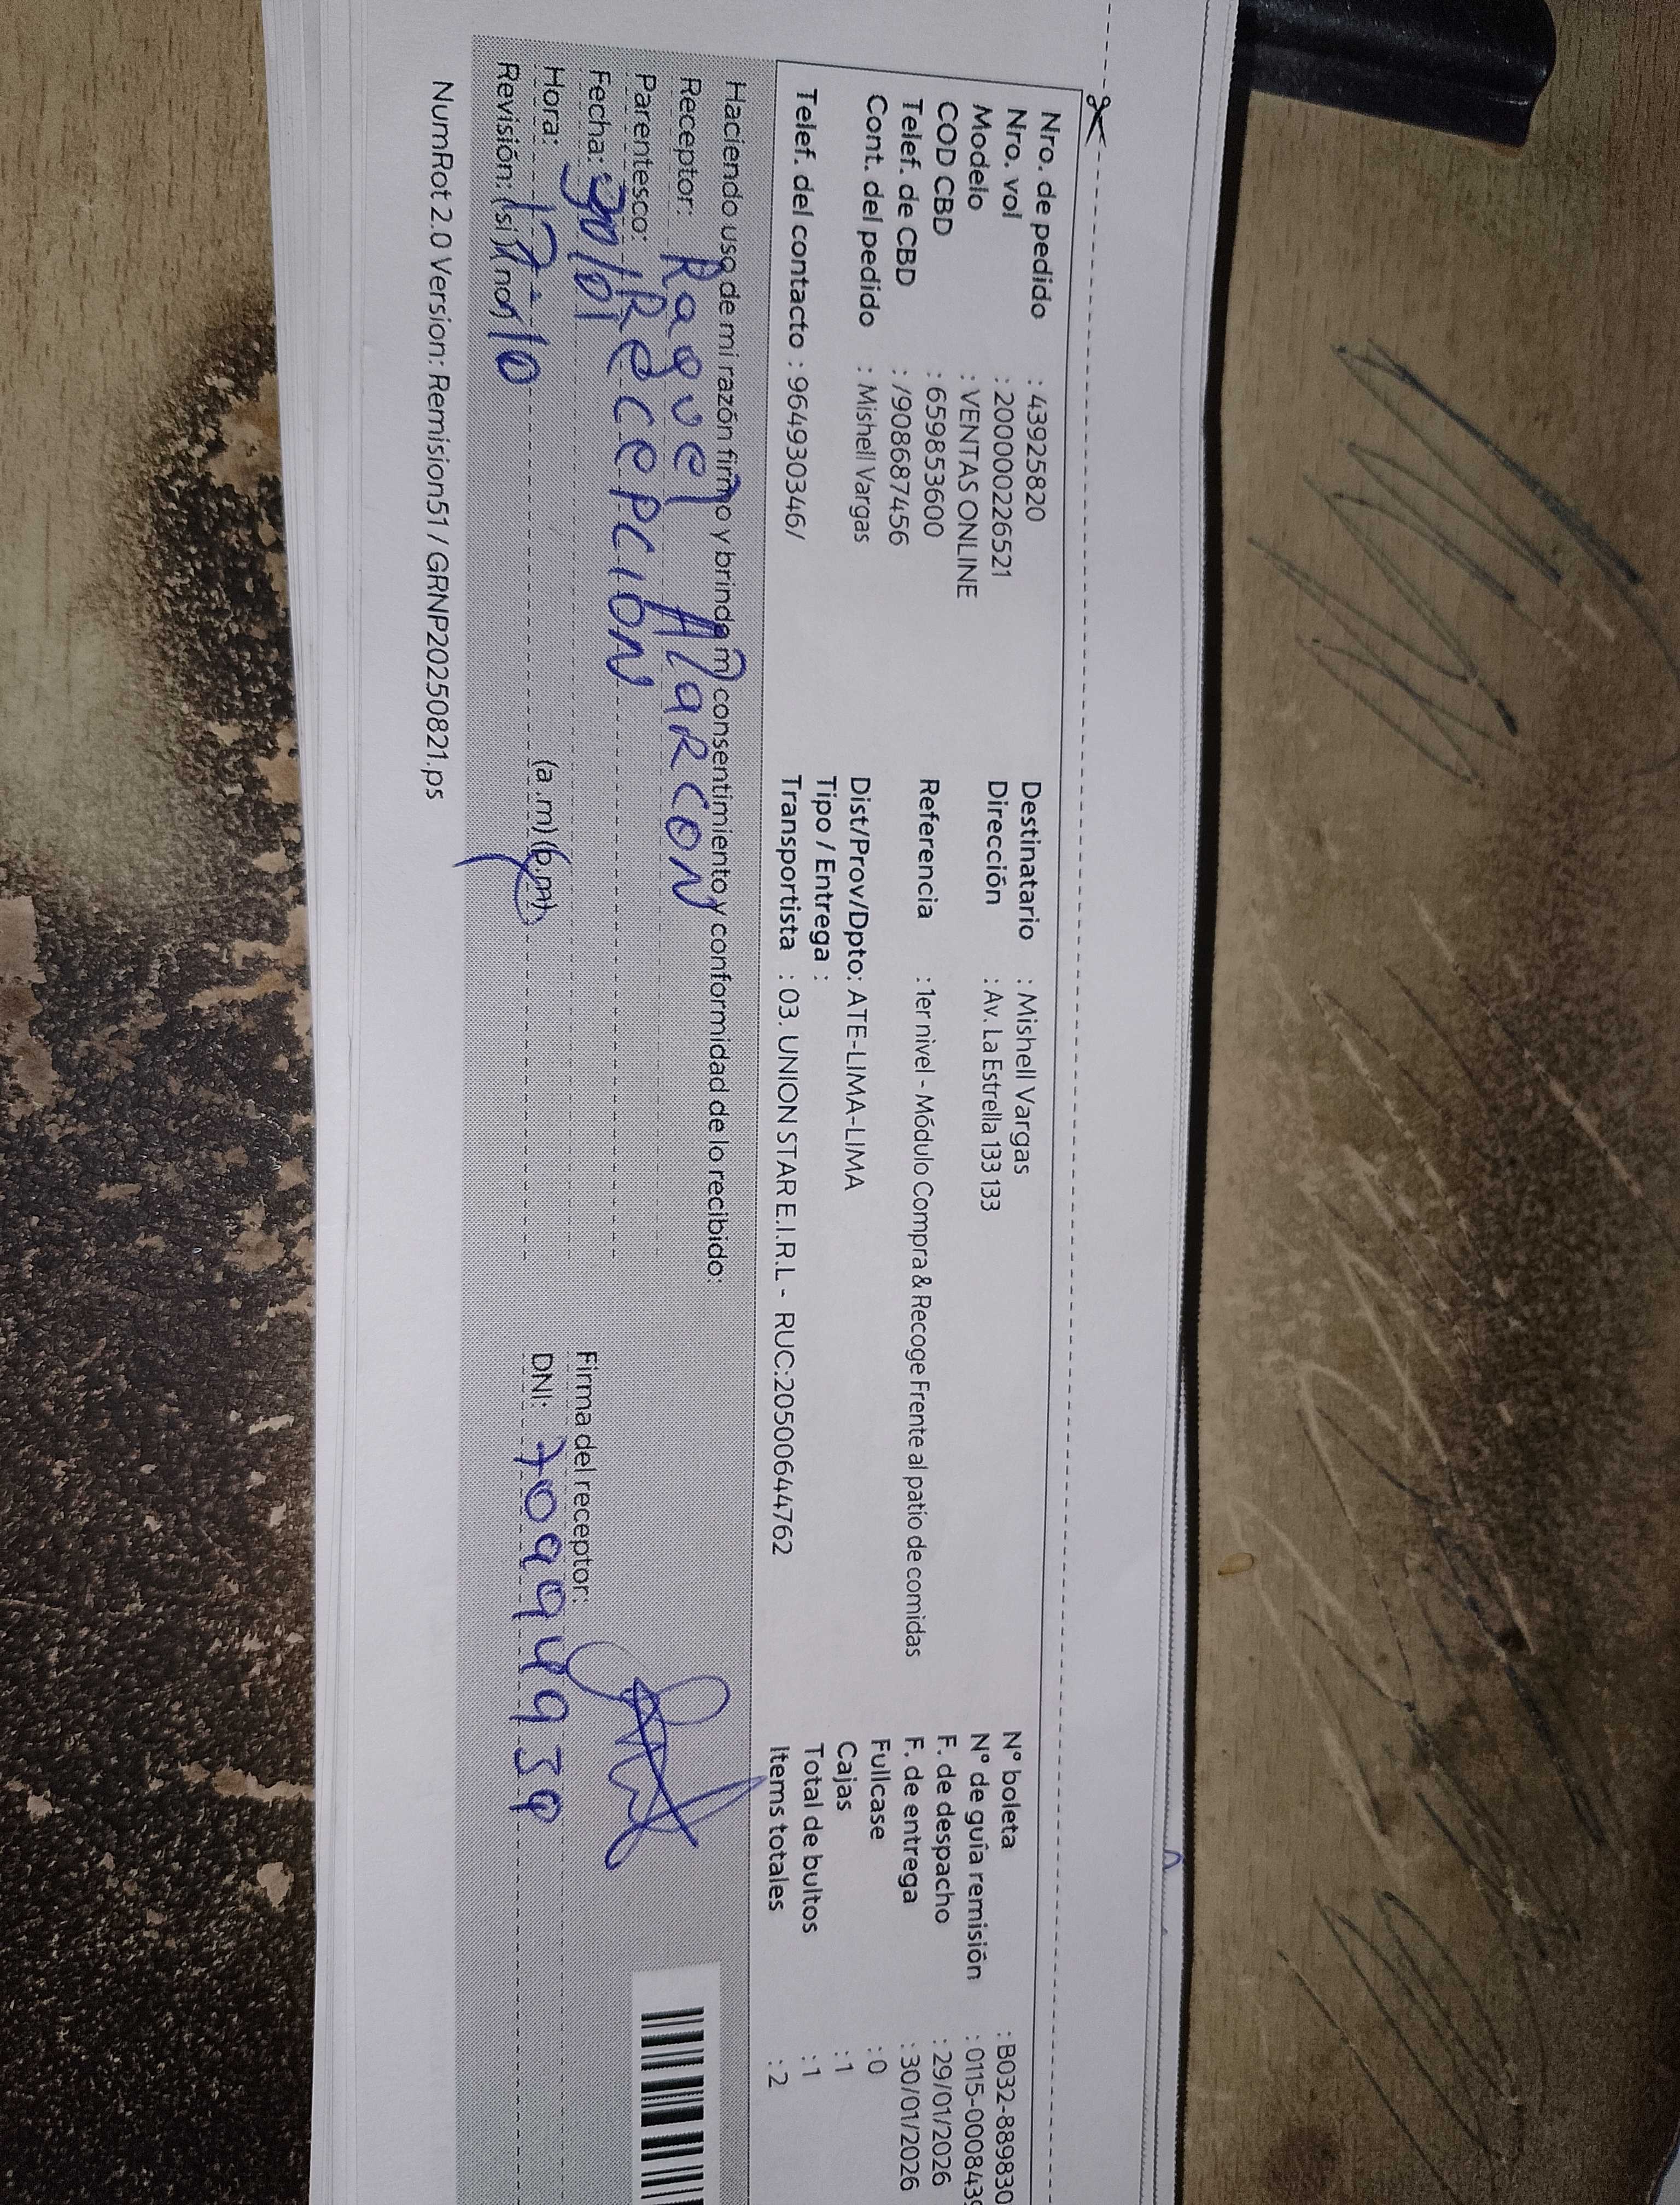 Nro. de pedido : 43925820
Nro. vol : 200000226521
Modelo : VENTAS ONLINE
COD CBD : 659853600
Telef. de CBD : /908687456
Cont. del pedido : Mishell Vargas
Telef. del contacto : 964930346/
Destinatario : Mishell Vargas
Dirección : Av. La Estrella 133 133
Referencia : 1er nivel - Módulo Compra & Recoge Frente al patio de comidas
Dist/Prov/Dpto: ATE-LIMA-LIMA
Tipo / Entrega :
Transportista : 03. UNION STAR E.I.R.L - RUC:20500644762
N° boleta : B032-889830
N° de guía remisión : 0115-0008439
F. de despacho : 29/01/2026
F. de entrega : 30/01/2026
Fullcase : 0
Cajas : 1
Total de bultos : 1
Items totales : 2
Haciendo uso de mi razón firmo y brindo mi consentimiento y conformidad de lo recibido:
Receptor: Raquel Alarcon
Parentesco: Recepción
Fecha: 30/01
Hora: 12:10 (a.m) (p.m)
Revisión: (si) (no)
Firma del receptor:
DNI:
NumRot 2.0 Version: Remision51 / GRNP20250821.ps